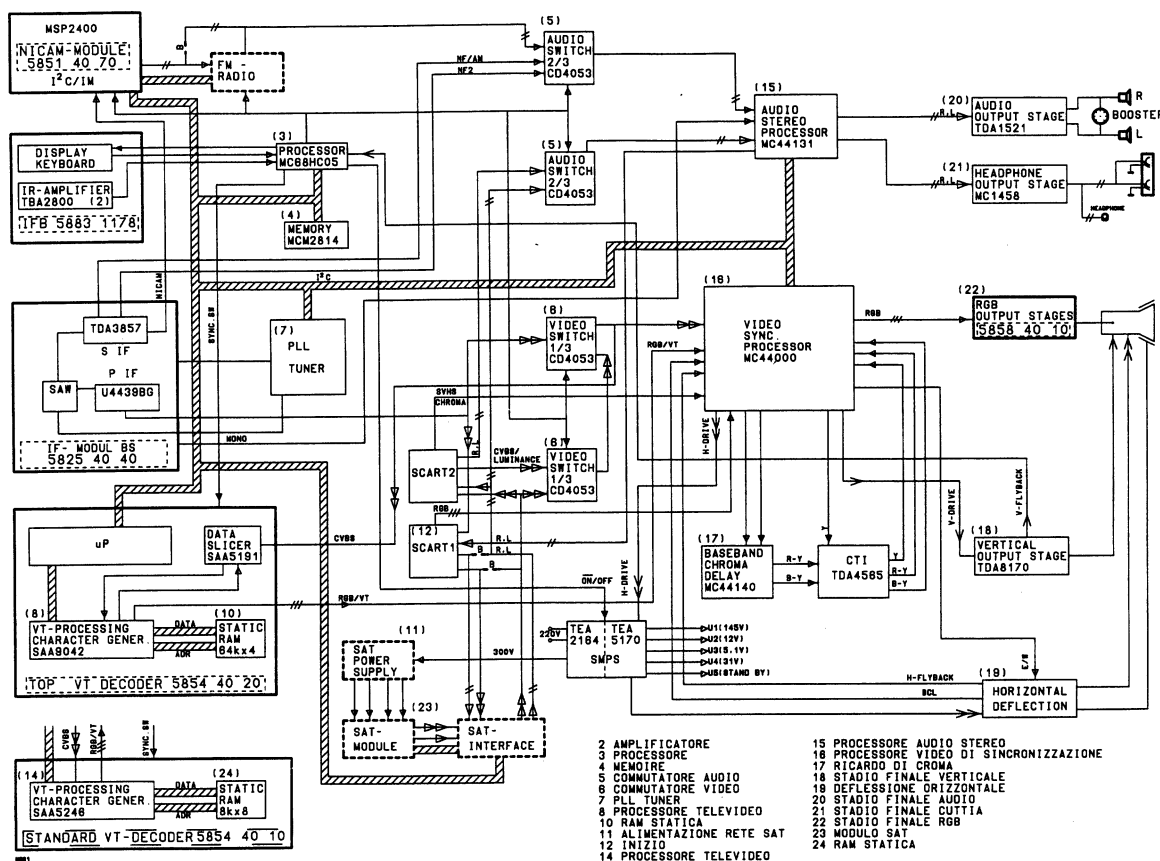 MSP2400
NICAM-MODULE
5851 40 70
I²C/IM
B
FM-
RADIO
NF/AM
NF2
(5)
AUDIO
SWITCH
2/3
CD4053
(15)
AUDIO
STEREO
PROCESSOR
MC44131
R.L
(20)
AUDIO
OUTPUT STAGE
TDA1521
R
BOOSTER
L
DISPLAY
KEYBOARD
IR-AMPLIFIER
TBA2800 (2)
IFB 5883 1178
(3)
PROCESSOR
MC68HC05
(4)
MEMORY
MCM2814
(5)
AUDIO
SWITCH
2/3
CD4053
R.L
(21)
HEADPHONE
OUTPUT STAGE
MC1458
HEADPHONE
NICAM
I²C
SYNC.SW
TDA3857
S IF
P IF
SAW
U4439BG
IF- MODUL BS
5825 40 40
(7)
PLL
TUNER
MONO
(8)
VIDEO
SWITCH
1/3
CD4053
RGB/VT
(16)
VIDEO
SYNC.
PROCESSOR
MC44000
RGB
(22)
RGB
OUTPUT STAGES
5858 40 10
SVHS
CHROMA
R.L
SCART2
CVBS/
LUMINANCE
(6)
VIDEO
SWITCH
1/3
CD4053
H-DRIVE
V-DRIVE
V-FLYBACK
RGB
(12)
SCART1
R.L
B
R.L
B
uP
DATA
SLICER
SAA5191
CVBS
(8)
VT-PROCESSING
CHARACTER GENER.
SAA9042
DATA
ADR
(10)
STATIC
RAM
64kx4
RGB/VT
TOP VT DECODER 5854 40 20
(17)
BASEBAND
CHROMA
DELAY
MC44140
R-Y
B-Y
Y
CTI
TDA4565
Y
R-Y
B-Y
(18)
VERTICAL
OUTPUT STAGE
TDA8170
ON/OFF
H-DRIVE
220V
TEA
2164
TEA
5170
SMPS
U1(145V)
U2(12V)
U3(5.1V)
U4(31V)
U5(STAND BY)
300V
(11)
SAT
POWER
SUPPLY
(23)
SAT-
MODULE
SAT-
INTERFACE
E/W
H-FLYBACK
BCL
(19)
HORIZONTAL
DEFLECTION
CVBS
RGB/VT
SYNC.SW
(14)
VT-PROCESSING
CHARACTER GENER.
SAA5246
DATA
ADR
(24)
STATIC
RAM
8kx8
STANDARD VT-DECODER 5854 40 10
2 AMPLIFICATORE
3 PROCESSORE
4 MEMOIRE
5 COMMUTATORE AUDIO
6 COMMUTATORE VIDEO
7 PLL TUNER
8 PROCESSORE TELEVIDEO
10 RAM STATICA
11 ALIMENTAZIONE RETE SAT
12 INIZIO
14 PROCESSORE TELEVIDEO
15 PROCESSORE AUDIO STEREO
16 PROCESSORE VIDEO DI SINCRONIZZAZIONE
17 RICARDO DI CROMA
18 STADIO FINALE VERTICALE
19 DEFLESSIONE ORIZZONTALE
20 STADIO FINALE AUDIO
21 STADIO FINALE CUTTIA
22 STADIO FINALE RGB
23 MODULO SAT
24 RAM STATICA